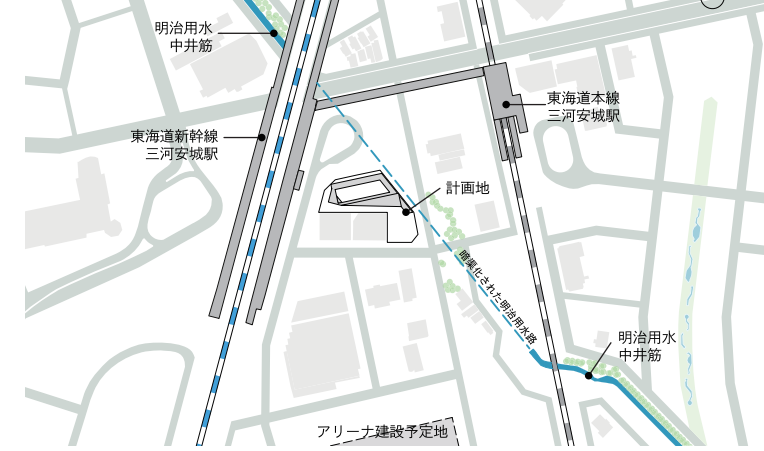 明治用水
中井筋
東海道本線
三河安城駅
東海道新幹線
三河安城駅
計画地
暗渠化された明治用水路
明治用水
中井筋
アリーナ建設予定地